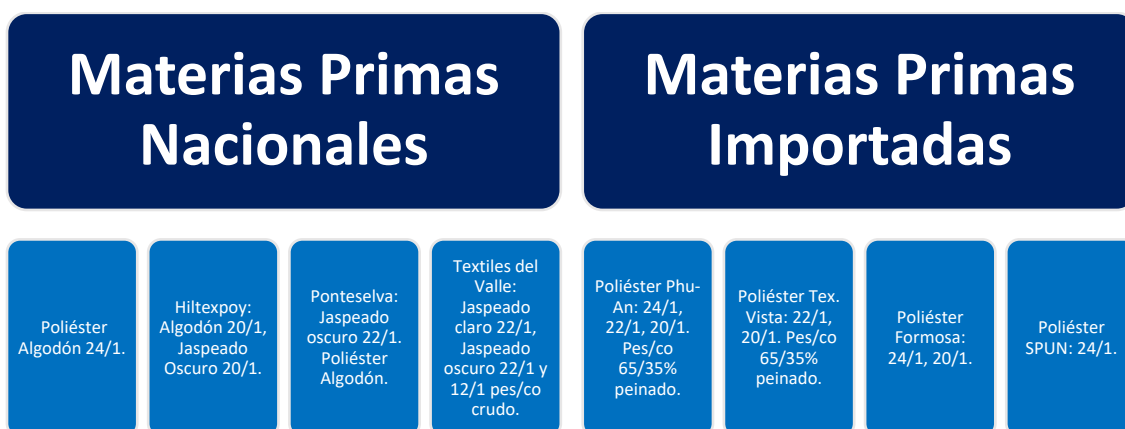 Materias Primas
Nacionales
Materias Primas
Importadas
Poliéster
Algodón 24/1.
Hiltexpoy:
Algodón 20/1,
Jaspeado
Oscuro 20/1.
Ponteselva:
Jaspeado
oscuro 22/1.
Poliéster
Algodón.
Textiles del
Valle:
Jaspeado
claro 22/1,
Jaspeado
oscuro 22/1 y
12/1 pes/co
crudo.
Poliéster Phu-
An: 24/1,
22/1, 20/1.
Pes/co
65/35%
peinado.
Poliéster Tex.
Vista: 22/1,
20/1. Pes/co
65/35%
peinado.
Poliéster
Formosa:
24/1, 20/1.
Poliéster
SPUN: 24/1.